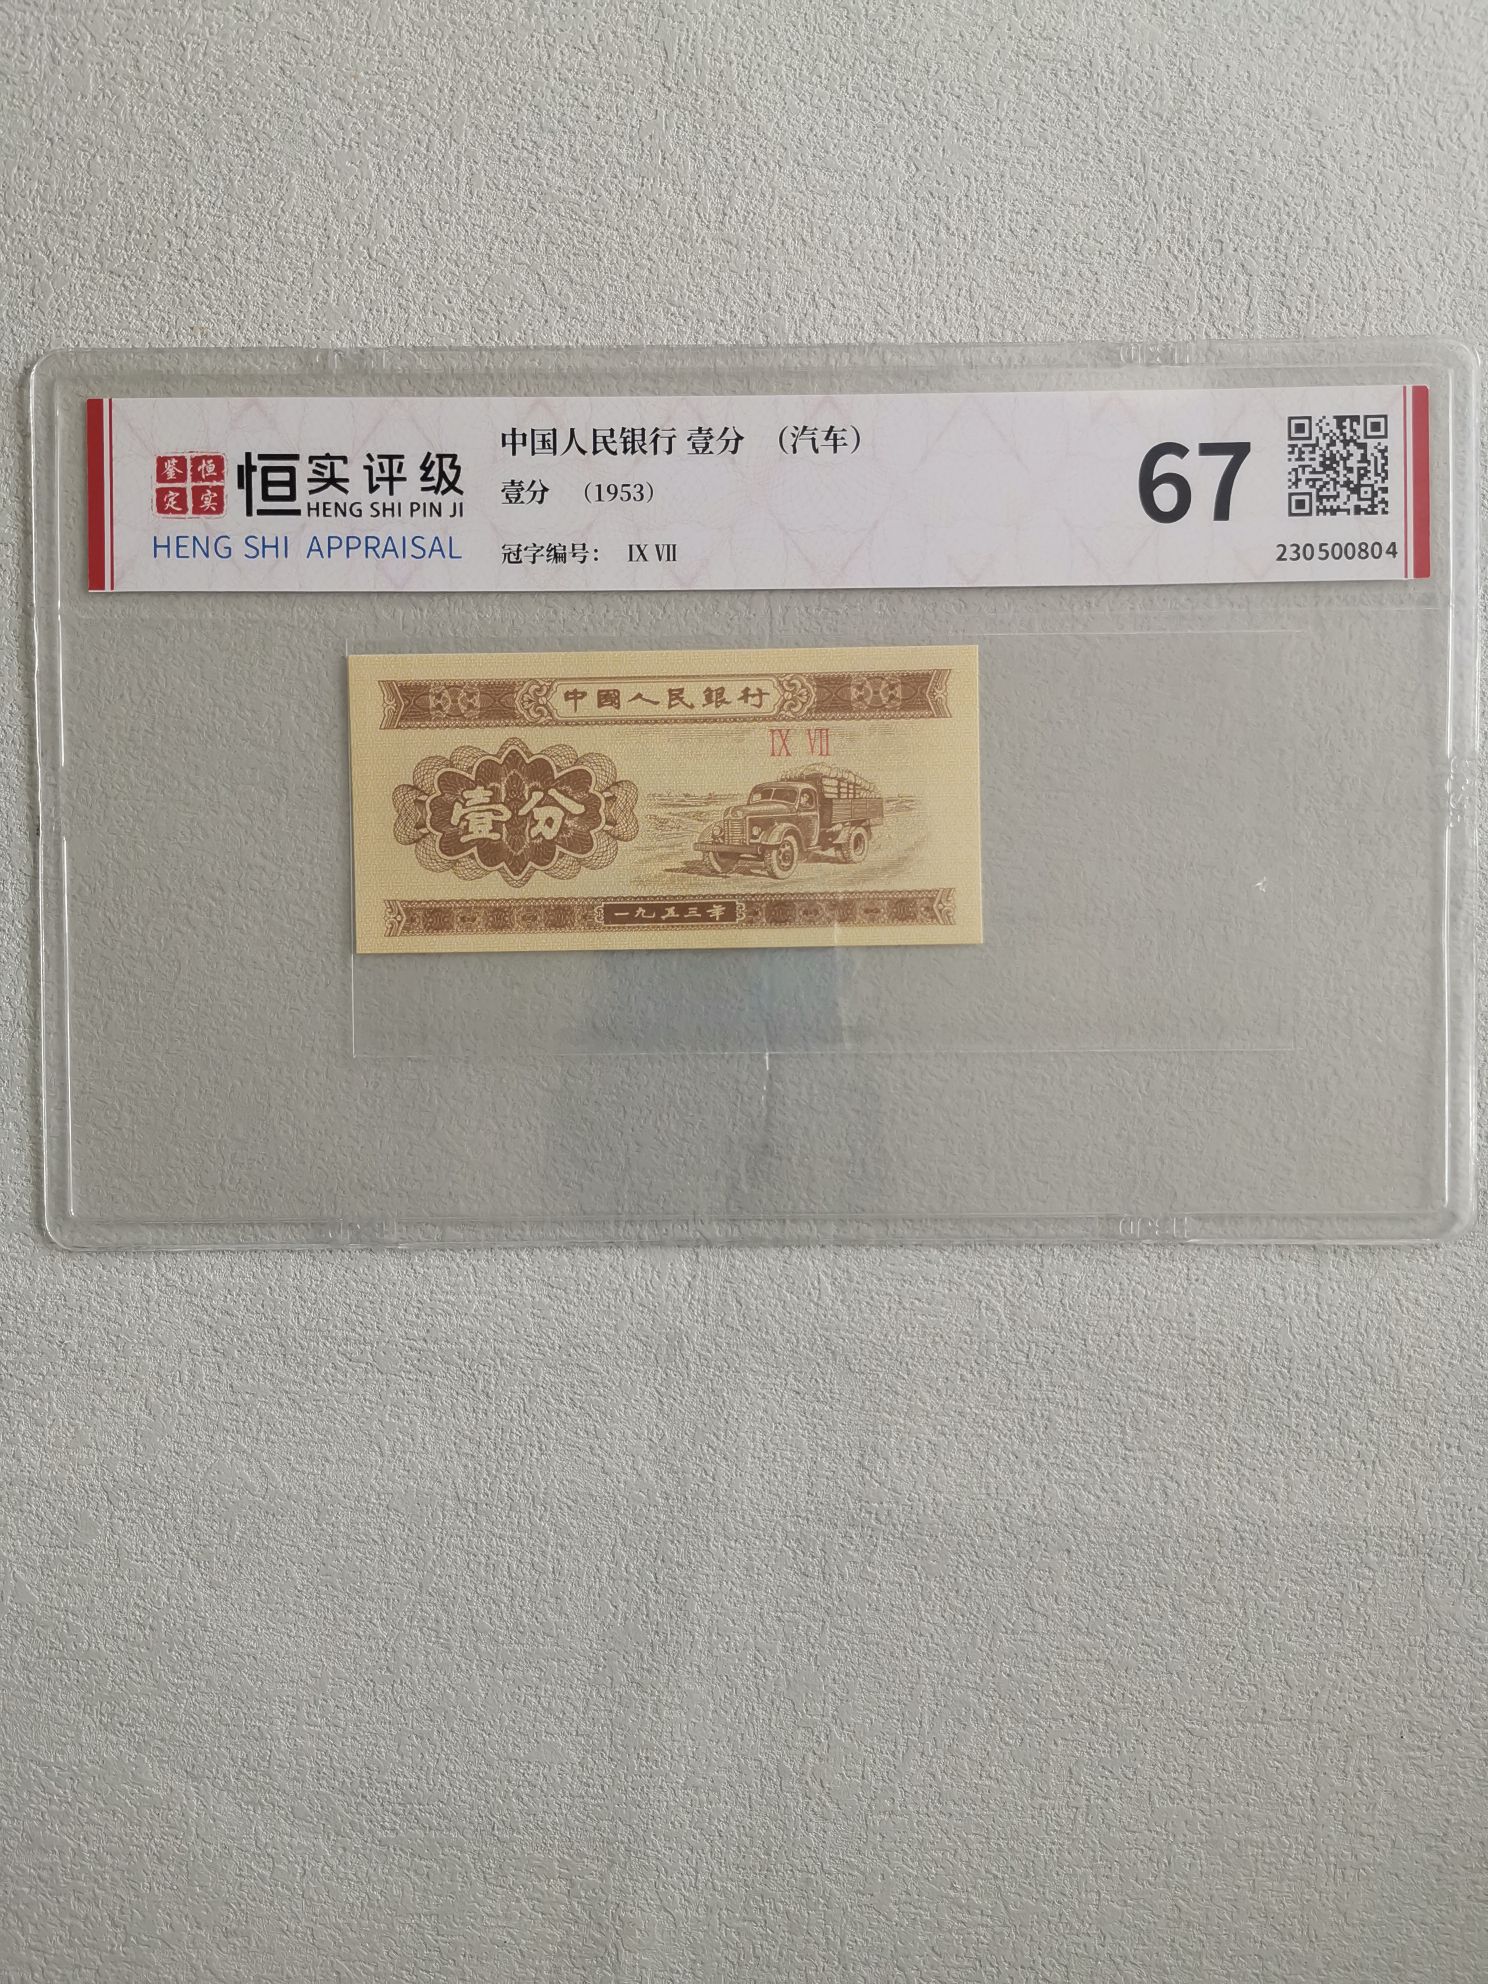 鉴恒
定实
恒实评级
HENG SHI PIN JI
HENG SHI APPRAISAL
中国人民银行 壹分 （汽车）
壹分 （1953）
冠字编号： IX VII
67
230500804
中國人民銀行
IX VII
壹分
一九五三年